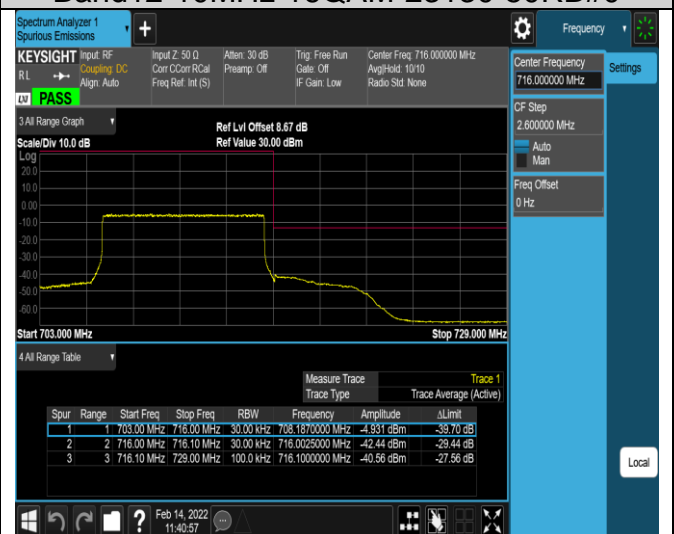 Spectrum Analyzer 1
Spurious Emissions
Frequency
KEYSIGHT
R L
Input: RF
Coupling: DC
Align: Auto
Input Z: 50 Ω
Corr CCorr RCal
Freq Ref: Int (S)
Atten: 30 dB
Preamp: Off
Trig: Free Run
Gate: Off
IF Gain: Low
Center Freq: 716.000000 MHz
Avg|Hold: 10/10
Radio Std: None
PASS
Center Frequency
716.000000 MHz
Settings
CF Step
2.600000 MHz
Auto
Man
Freq Offset
0 Hz
3 All Range Graph
Scale/Div 10.0 dB
Ref Lvl Offset 8.67 dB
Ref Value 30.00 dBm
Log
20.0
10.0
0.00
-10.0
-20.0
-30.0
-40.0
-50.0
-60.0
Start 703.000 MHz
Stop 729.000 MHz
4 All Range Table
Measure Trace Trace 1
Trace Type Trace Average (Active)
Spur Range Start Freq Stop Freq RBW Frequency Amplitude ΔLimit
1 1 703.00 MHz 716.00 MHz 30.00 kHz 708.1870000 MHz -4.931 dBm -39.70 dB
2 2 716.00 MHz 716.10 MHz 30.00 kHz 716.0025000 MHz -42.44 dBm -29.44 dB
3 3 716.10 MHz 729.00 MHz 100.0 kHz 716.1000000 MHz -40.56 dBm -27.56 dB
Local
?
Feb 14, 2022
11:40:57